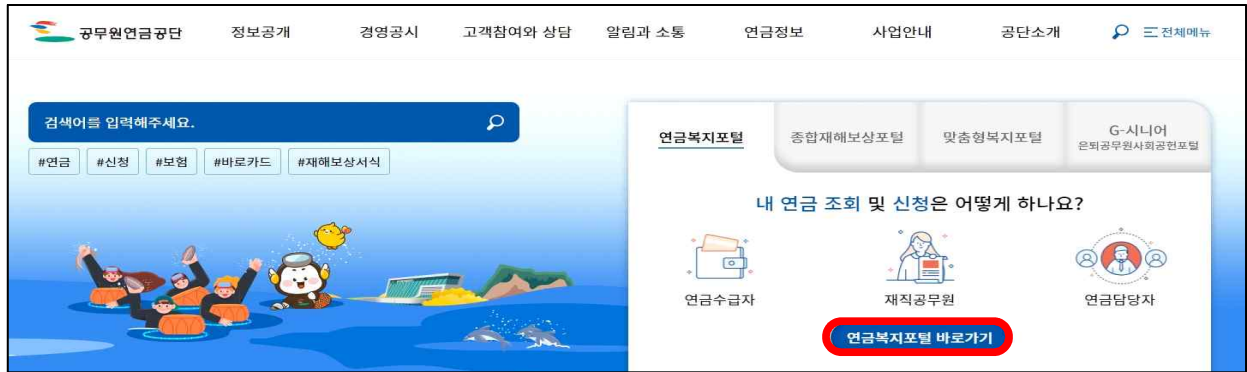 공무원연금공단 정보공개 경영공시 고객참여와 상담 알림과 소통 연금정보 사업안내 공단소개 전체메뉴
검색어를 입력해주세요.
#연금 #신청 #보험 #바로카드 #재해보상서식
연금복지포털 종합재해보상포털 맞춤형복지포털 G-시니어
은퇴공무원사회공헌포털
내 연금 조회 및 신청은 어떻게 하나요?
연금수급자 재직공무원 연금담당자
연금복지포털 바로가기